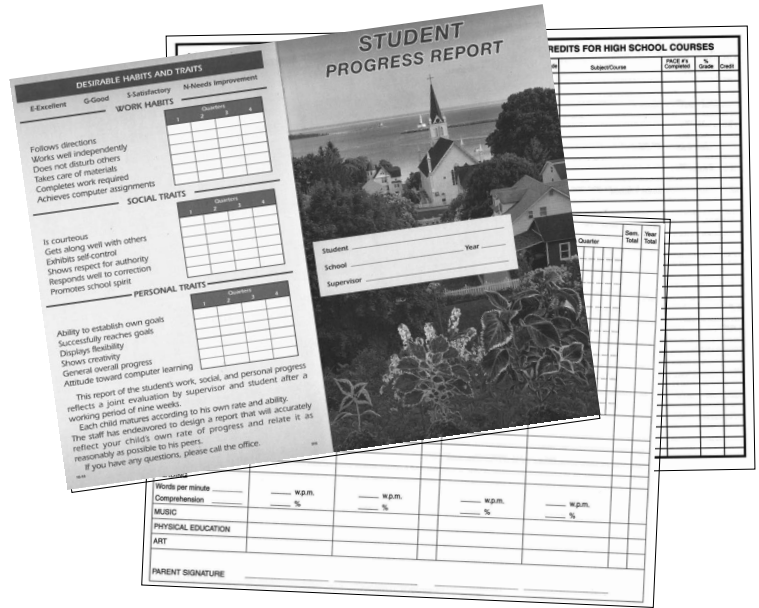 DESIRABLE HABITS AND TRAITS
E-Excellent G-Good S-Satisfactory N-Needs Improvement
WORK HABITS
Quarters
1 2 3 4
Follows directions
Works well independently
Does not disturb others
Takes care of materials
Completes work required
Achieves computer assignments
SOCIAL TRAITS
Quarters
1 2 3 4
Is courteous
Gets along well with others
Exhibits self-control
Shows respect for authority
Responds well to correction
Promotes school spirit
PERSONAL TRAITS
Quarters
1 2 3 4
Ability to establish own goals
Successfully reaches goals
Displays flexibility
Shows creativity
General overall progress
Attitude toward computer learning
This report of the student's work, social, and personal progress
reflects a joint evaluation by supervisor and student after a
working period of nine weeks.
Each child matures according to his own rate and ability.
The staff has endeavored to design a report that will accurately
reflect your child's own rate of progress and relate it as
reasonably as possible to his peers.
If you have any questions, please call the office.
STUDENT
PROGRESS REPORT
Student
Year
School
Supervisor
REDITS FOR HIGH SCHOOL COURSES
Subject/Course
PACE #'s
Completed
%
Grade
Credit
Quarter
Sem.
Total
Year
Total
Words per minute w.p.m. w.p.m. w.p.m. w.p.m.
Comprehension % % % %
MUSIC
PHYSICAL EDUCATION
ART
PARENT SIGNATURE